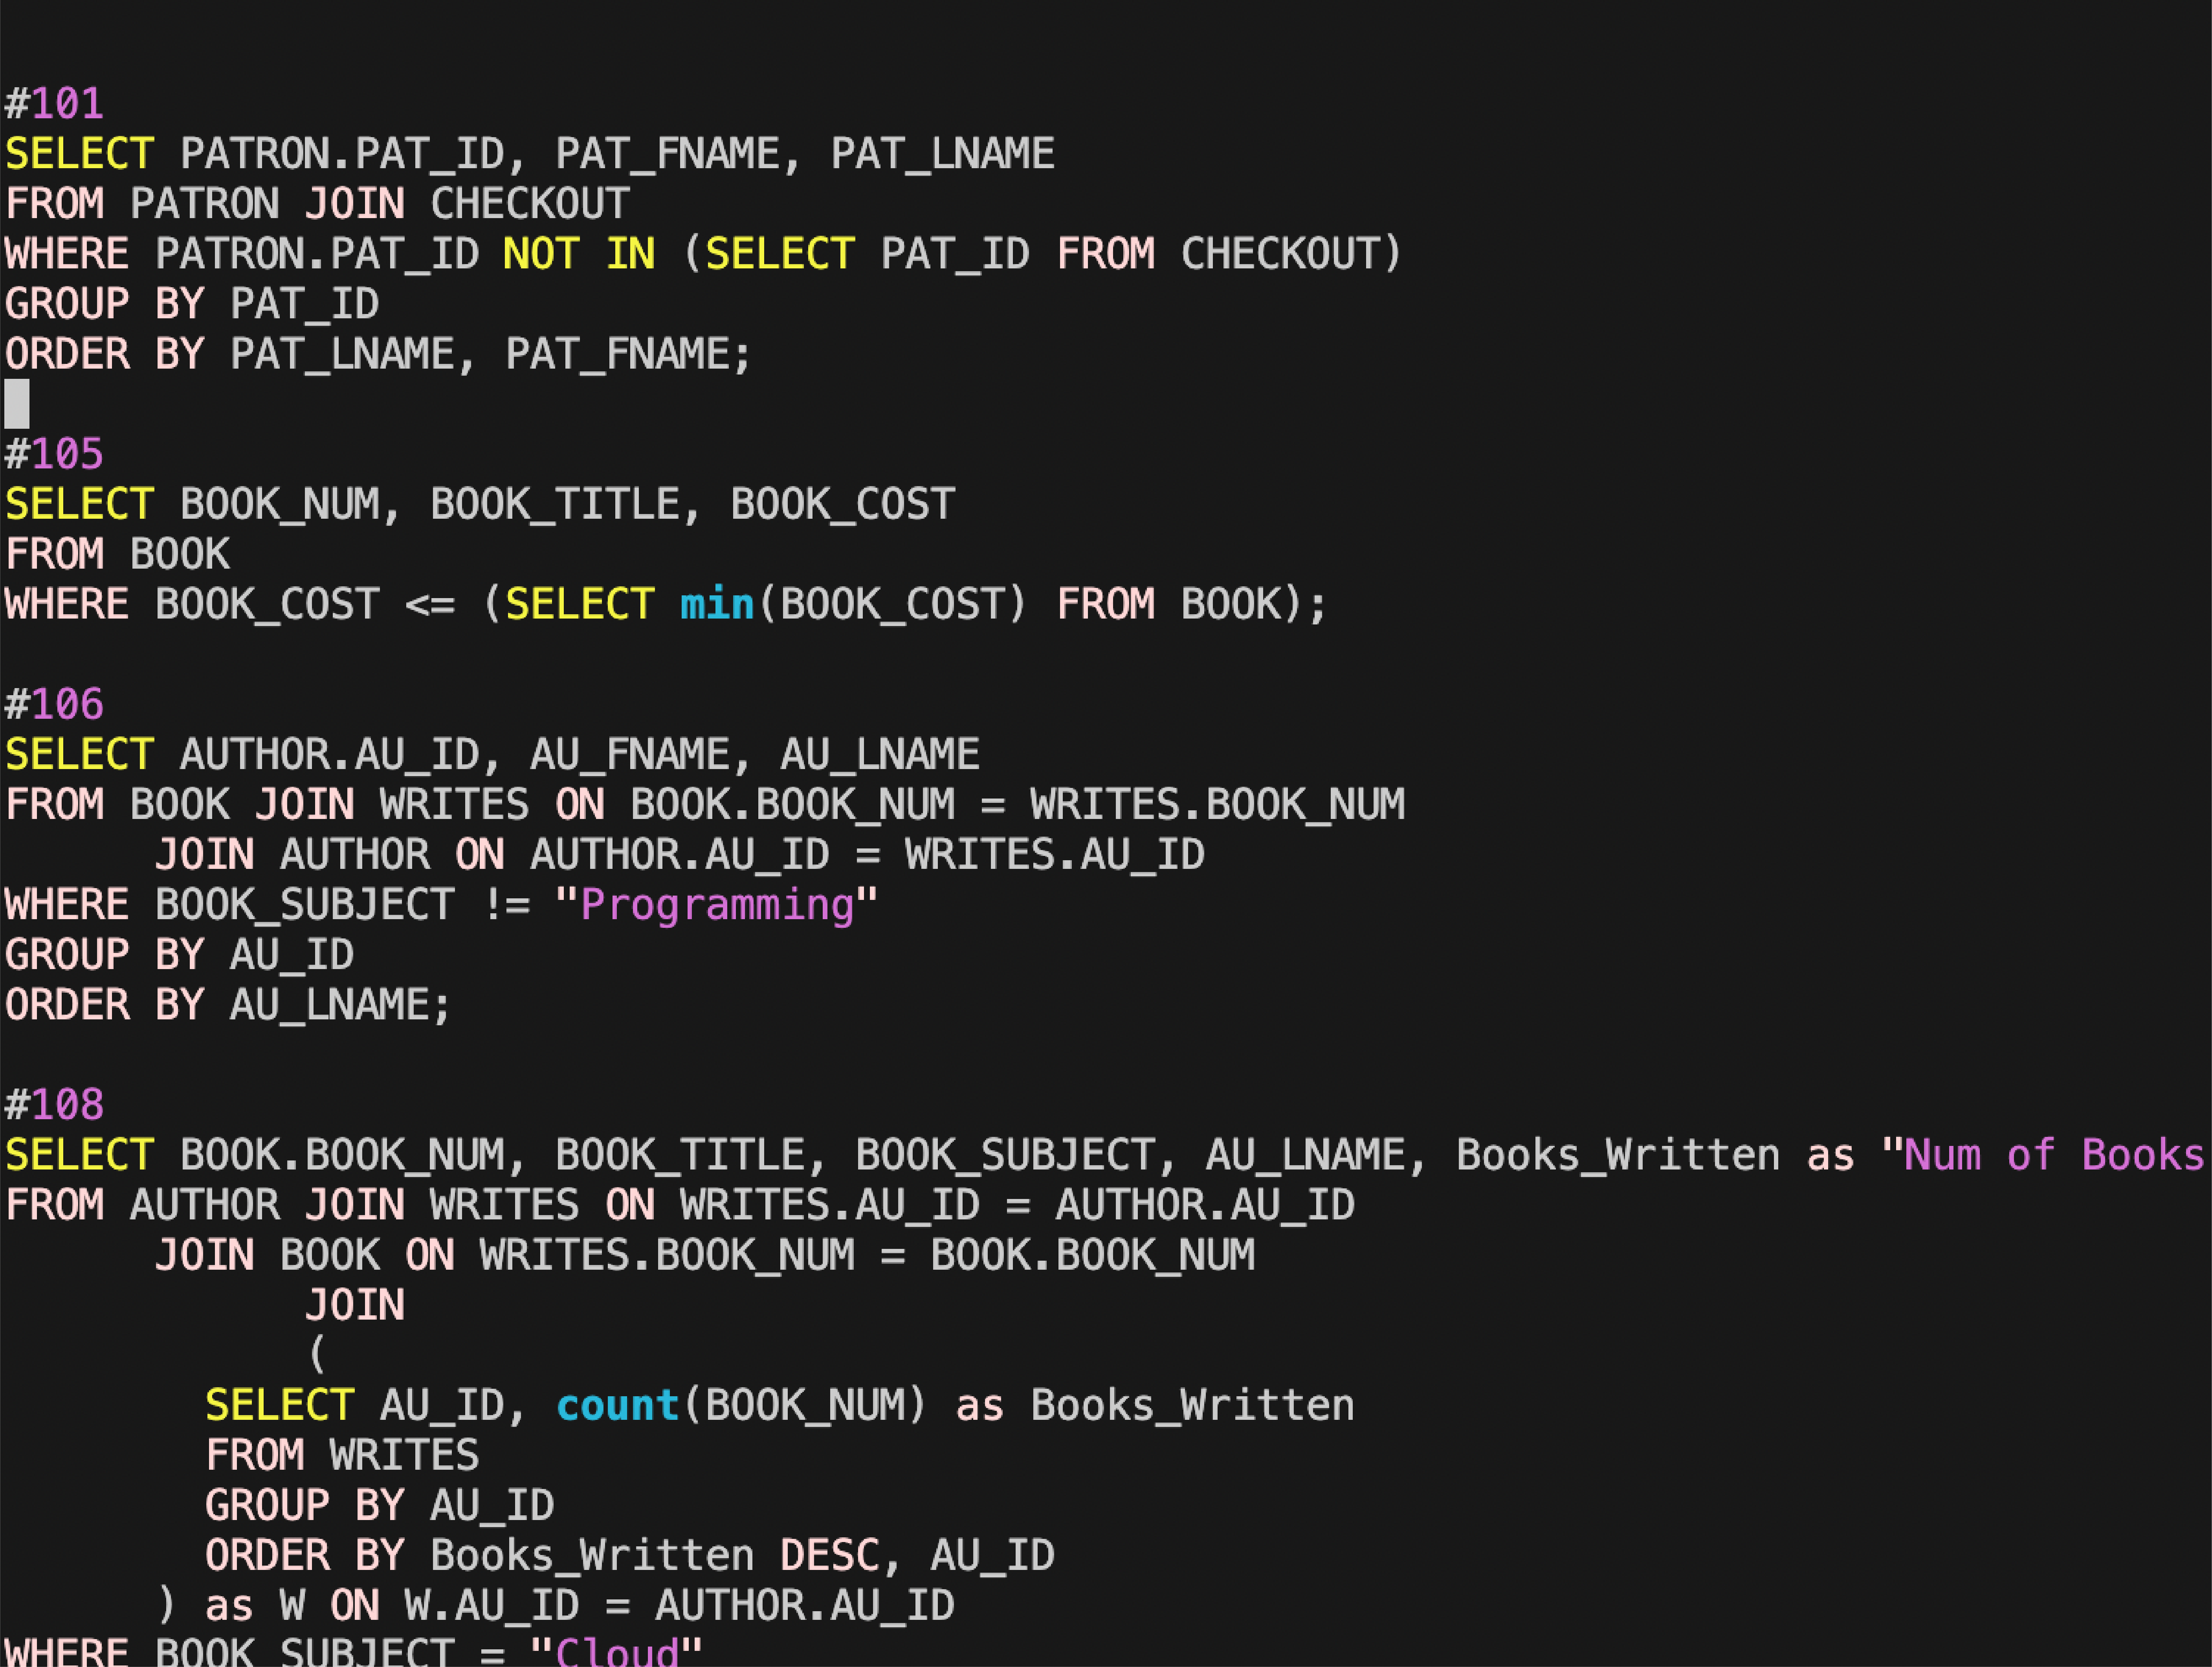 #101
SELECT PATRON.PAT_ID, PAT_FNAME, PAT_LNAME
FROM PATRON JOIN CHECKOUT
WHERE PATRON.PAT_ID NOT IN (SELECT PAT_ID FROM CHECKOUT)
GROUP BY PAT_ID
ORDER BY PAT_LNAME, PAT_FNAME;
#105
SELECT BOOK_NUM, BOOK_TITLE, BOOK_COST
FROM BOOK
WHERE BOOK_COST <= (SELECT min(BOOK_COST) FROM BOOK);
#106
SELECT AUTHOR.AU_ID, AU_FNAME, AU_LNAME
FROM BOOK JOIN WRITES ON BOOK.BOOK_NUM = WRITES.BOOK_NUM
JOIN AUTHOR ON AUTHOR.AU_ID = WRITES.AU_ID
WHERE BOOK_SUBJECT != "Programming"
GROUP BY AU_ID
ORDER BY AU_LNAME;
#108
SELECT BOOK.BOOK_NUM, BOOK_TITLE, BOOK_SUBJECT, AU_LNAME, Books_Written as "Num of Books
FROM AUTHOR JOIN WRITES ON WRITES.AU_ID = AUTHOR.AU_ID
JOIN BOOK ON WRITES.BOOK_NUM = BOOK.BOOK_NUM
JOIN
(
SELECT AU_ID, count(BOOK_NUM) as Books_Written
FROM WRITES
GROUP BY AU_ID
ORDER BY Books_Written DESC, AU_ID
) as W ON W.AU_ID = AUTHOR.AU_ID
WHERE BOOK_SUBJECT = "Cloud"